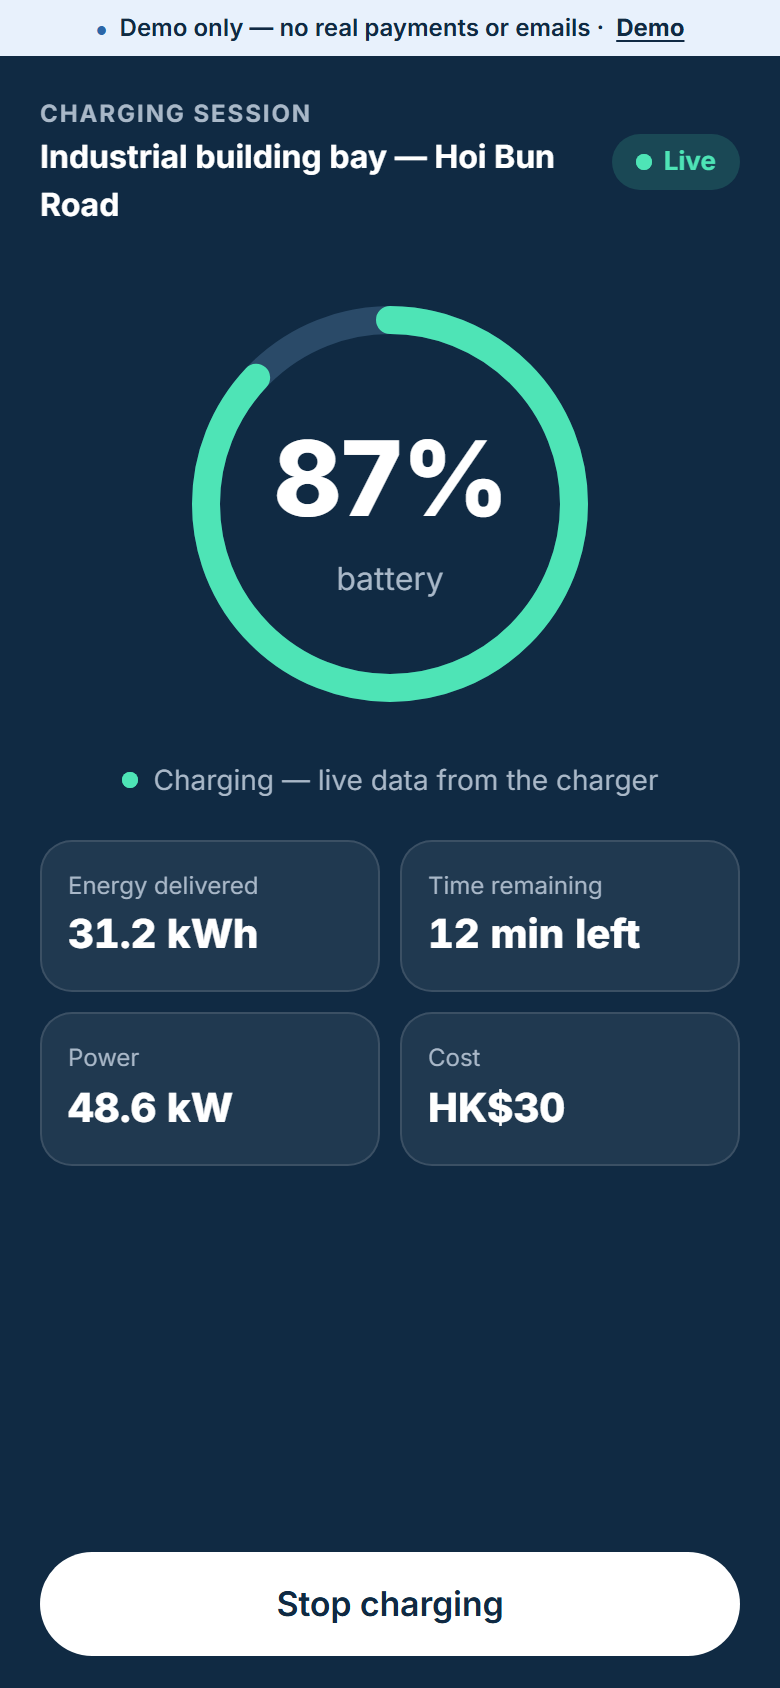 Demo only — no real payments or emails · Demo
CHARGING SESSION
Industrial building bay — Hoi Bun
Road
Live
87%
battery
Charging — live data from the charger
Energy delivered
31.2 kWh
Time remaining
12 min left
Power
48.6 kW
Cost
HK$30
Stop charging